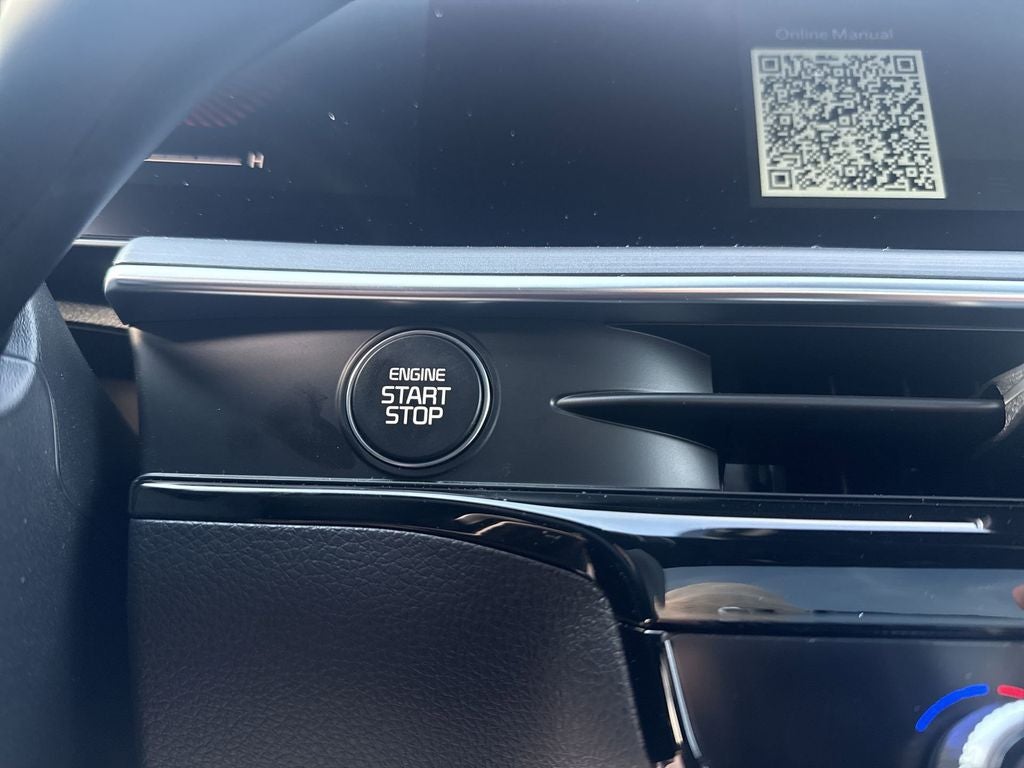 Online Manual
H
ENGINE
START
STOP